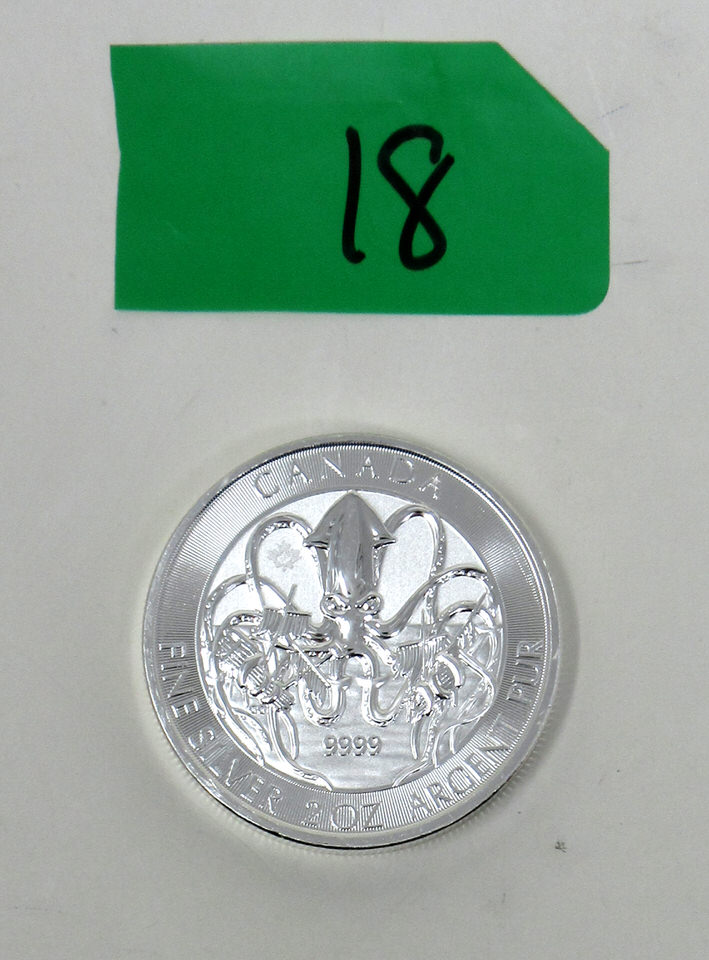 18
CANADA
9999
FINE SILVER 2 OZ ARGENT PUR